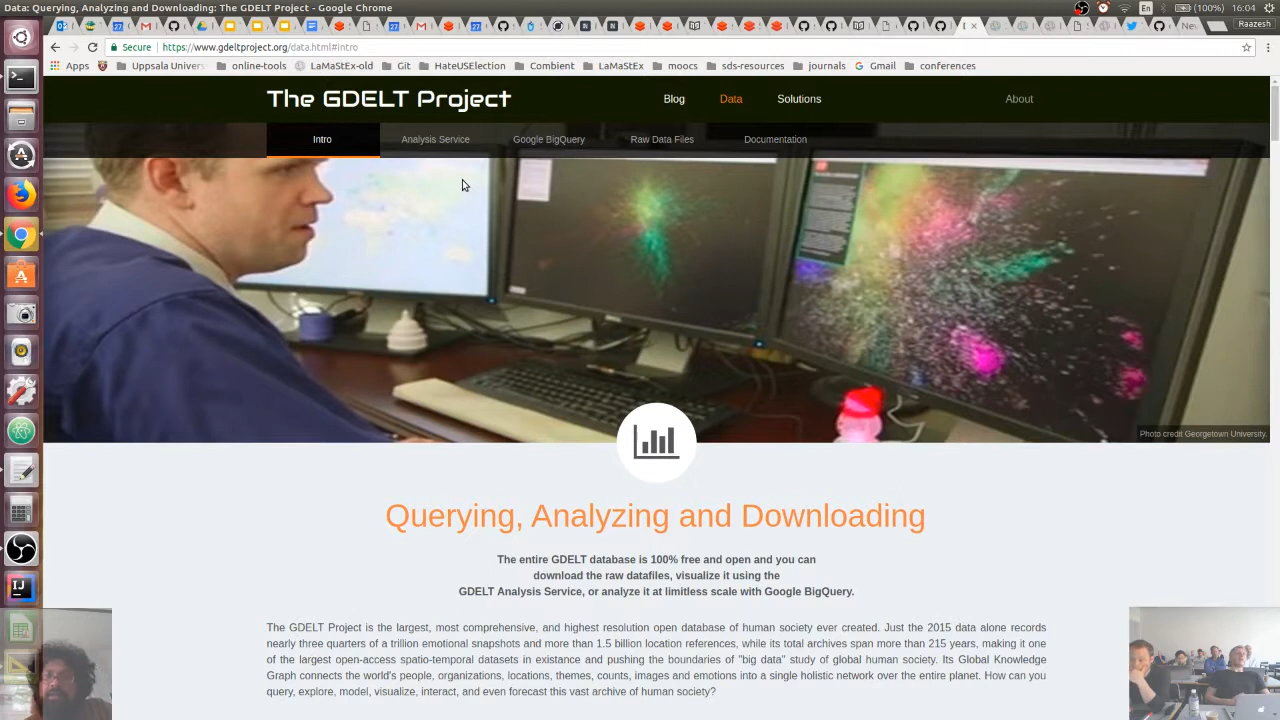 Data: Querying, Analyzing and Downloading: The GDELT Project - Google Chrome
En (100%) 16:04
Raazesh
Secure https://www.gdeltproject.org/data.html#intro
Apps Uppsala Univers online-tools LaMaStEx-old Git HateUSElection Combient LaMaStEx moocs sds-resources journals Gmail conferences
The GDELT Project Blog Data Solutions About
Intro Analysis Service Google BigQuery Raw Data Files Documentation
Photo credit Georgetown University.
Querying, Analyzing and Downloading
The entire GDELT database is 100% free and open and you can
download the raw datafiles, visualize it using the
GDELT Analysis Service, or analyze it at limitless scale with Google BigQuery.
The GDELT Project is the largest, most comprehensive, and highest resolution open database of human society ever created. Just the 2015 data alone records
nearly three quarters of a trillion emotional snapshots and more than 1.5 billion location references, while its total archives span more than 215 years, making it one
of the largest open-access spatio-temporal datasets in existance and pushing the boundaries of "big data" study of global human society. Its Global Knowledge
Graph connects the world's people, organizations, locations, themes, counts, images and emotions into a single holistic network over the entire planet. How can you
query, explore, model, visualize, interact, and even forecast this vast archive of human society?